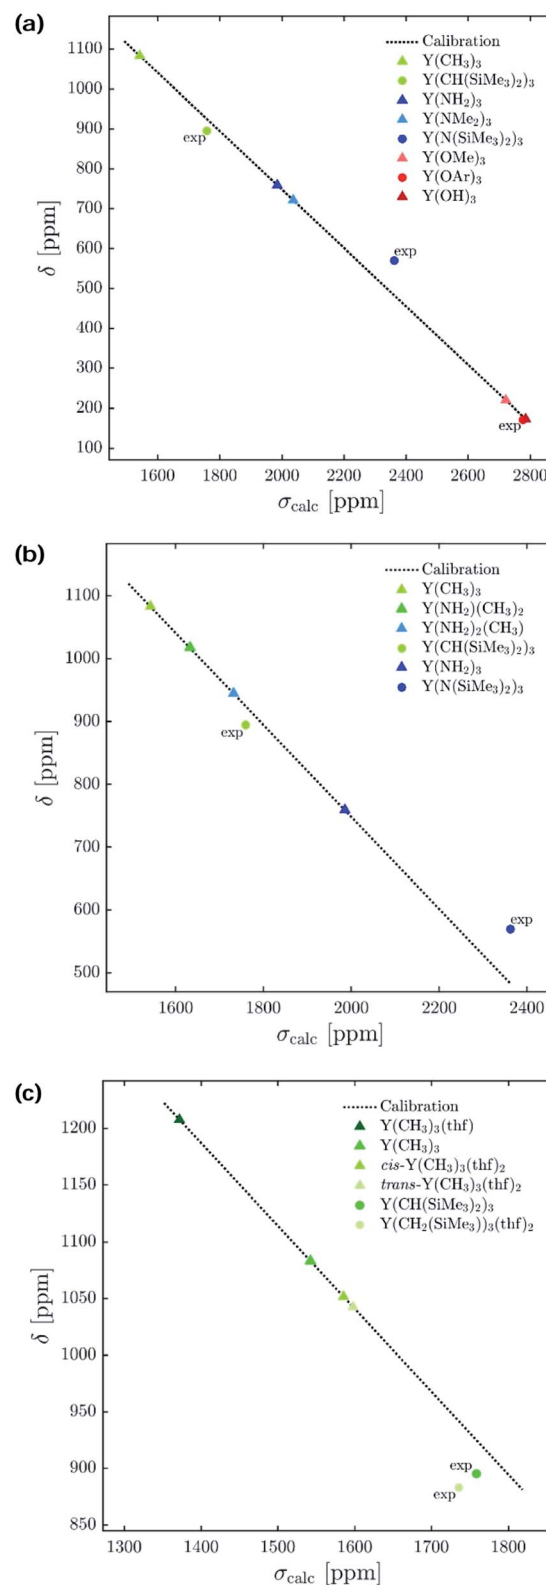 (a)
1100
1000
900
800
700
600
500
400
300
200
100
δ [ppm]
Calibration
Y(CH₃)₃
Y(CH(SiMe₃)₂)₃
Y(NH₂)₃
Y(NMe₂)₃
Y(N(SiMe₃)₂)₃
Y(OMe)₃
Y(OAr)₃
Y(OH)₃
exp
exp
exp
1600 1800 2000 2200 2400 2600 2800
σcalc [ppm]
(b)
1100
1000
900
800
700
600
500
δ [ppm]
Calibration
Y(CH₃)₃
Y(NH₂)(CH₃)₂
Y(NH₂)₂(CH₃)
Y(CH(SiMe₃)₂)₃
Y(NH₂)₃
Y(N(SiMe₃)₂)₃
exp
exp
1600 1800 2000 2200 2400
σcalc [ppm]
(c)
1200
1150
1100
1050
1000
950
900
850
δ [ppm]
Calibration
Y(CH₃)₃(thf)
Y(CH₃)₃
cis-Y(CH₃)₃(thf)₂
trans-Y(CH₃)₃(thf)₂
Y(CH(SiMe₃)₂)₃
Y(CH₂(SiMe₃))₃(thf)₂
exp
exp
1300 1400 1500 1600 1700 1800
σcalc [ppm]